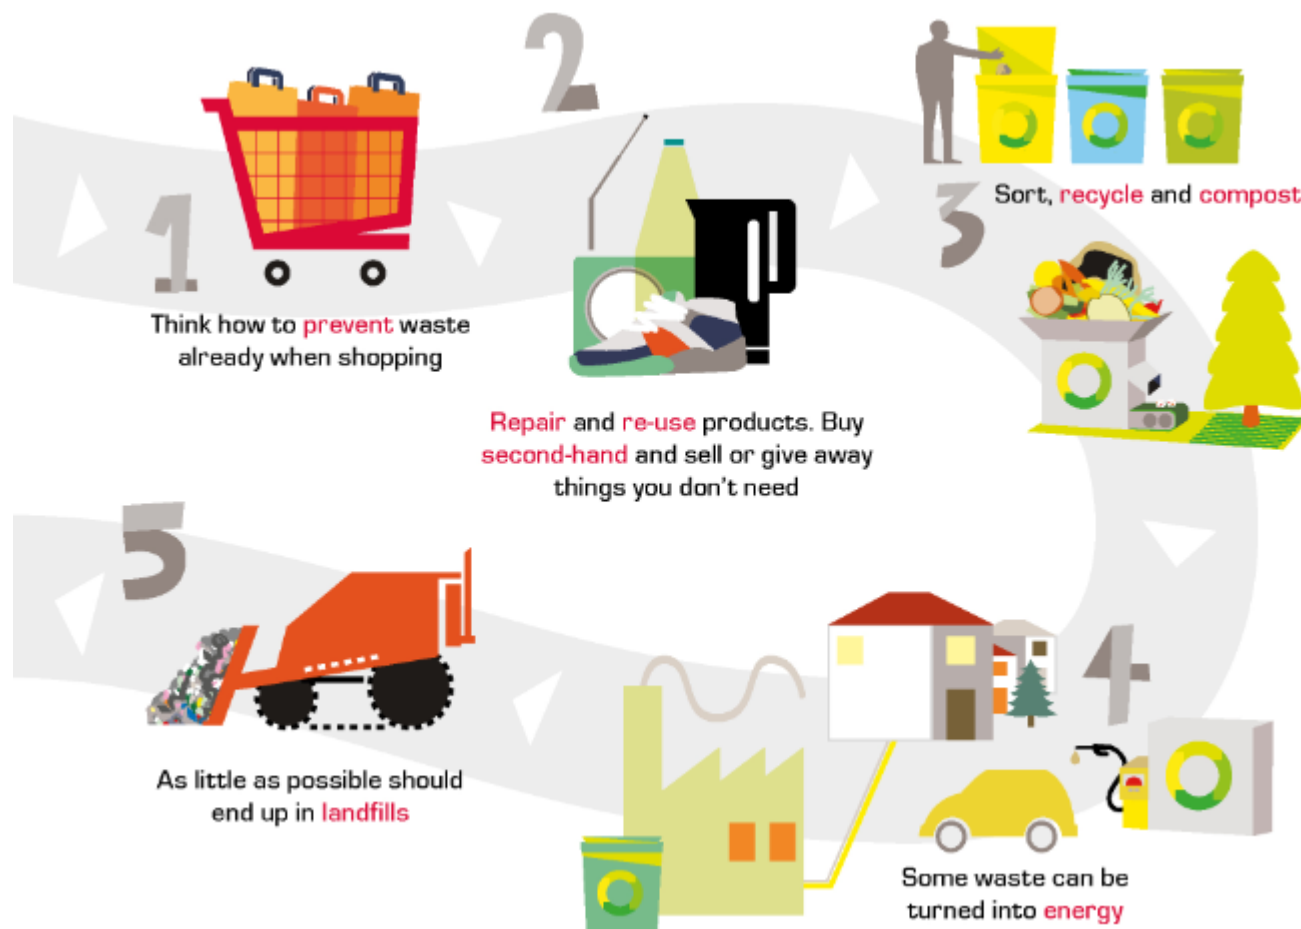 1
Think how to prevent waste
already when shopping
2
Repair and re-use products. Buy
second-hand and sell or give away
things you don't need
3
Sort, recycle and compost
4
Some waste can be
turned into energy
5
As little as possible should
end up in landfills